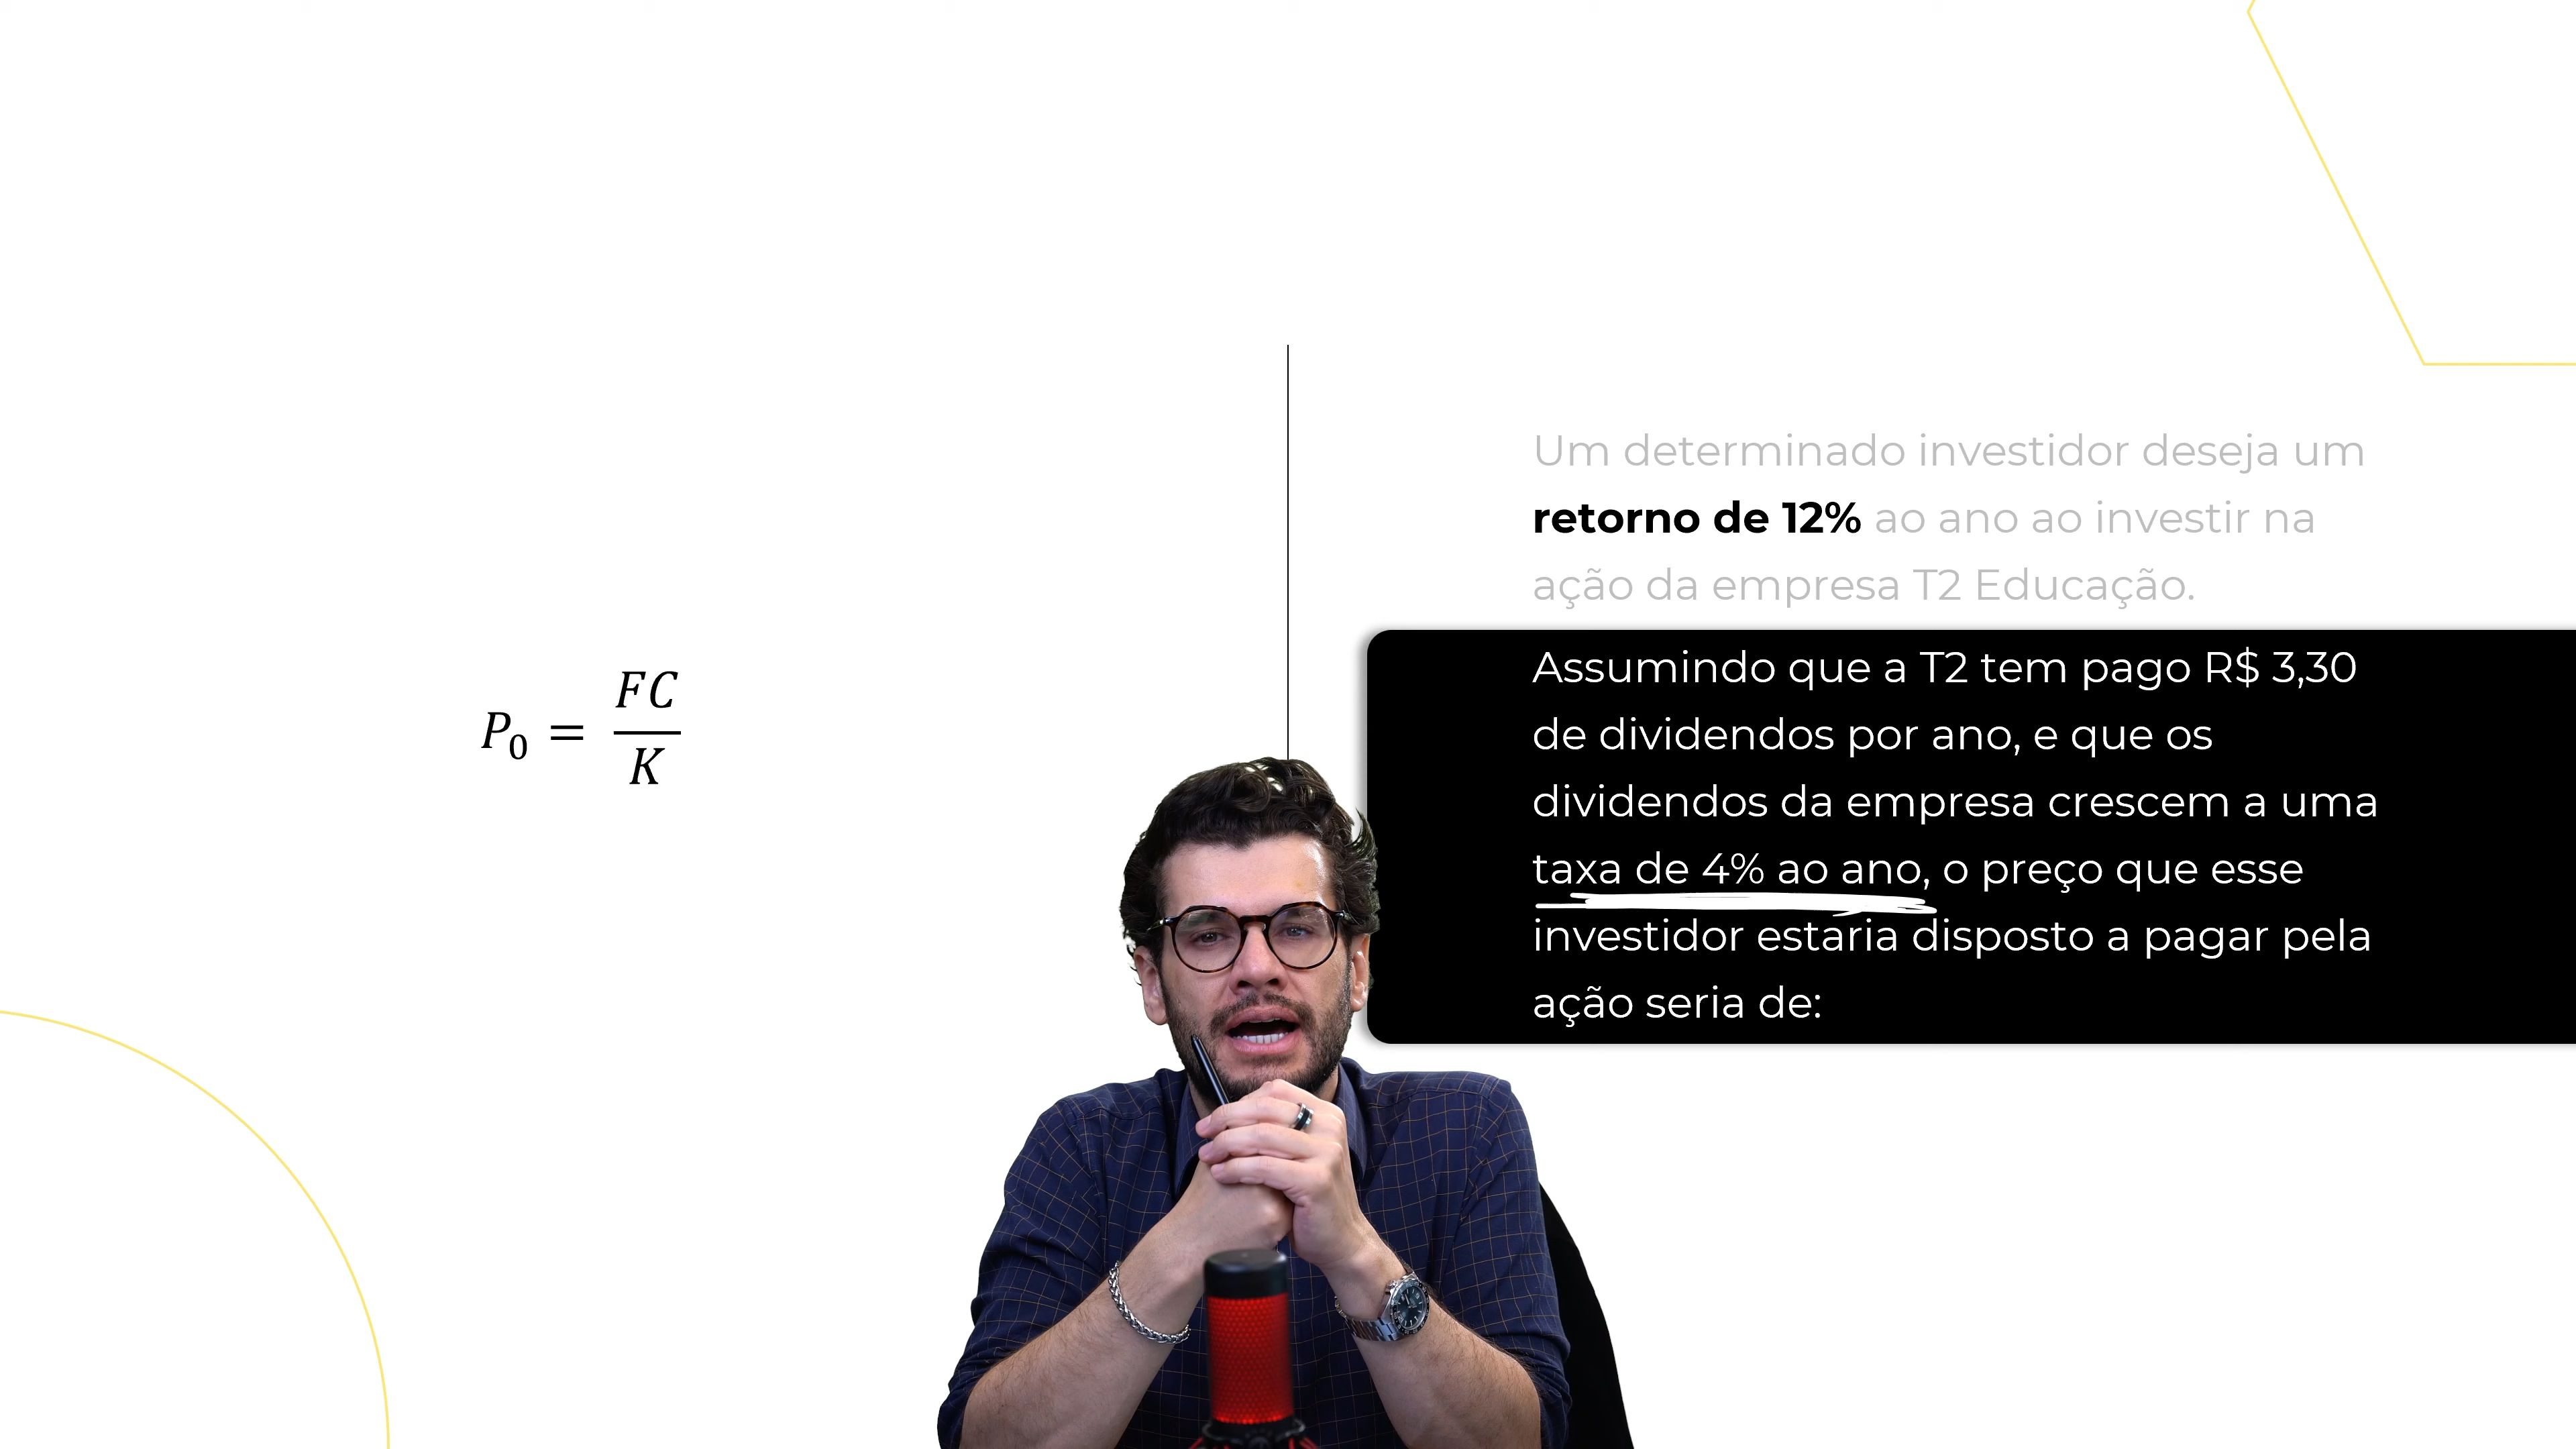 P₀ = FC / K
Um determinado investidor deseja um
retorno de 12% ao ano ao investir na
ação da empresa T2 Educação.
Assumindo que a T2 tem pago R$ 3,30
de dividendos por ano, e que os
dividendos da empresa crescem a uma
taxa de 4% ao ano, o preço que esse
investidor estaria disposto a pagar pela
ação seria de: